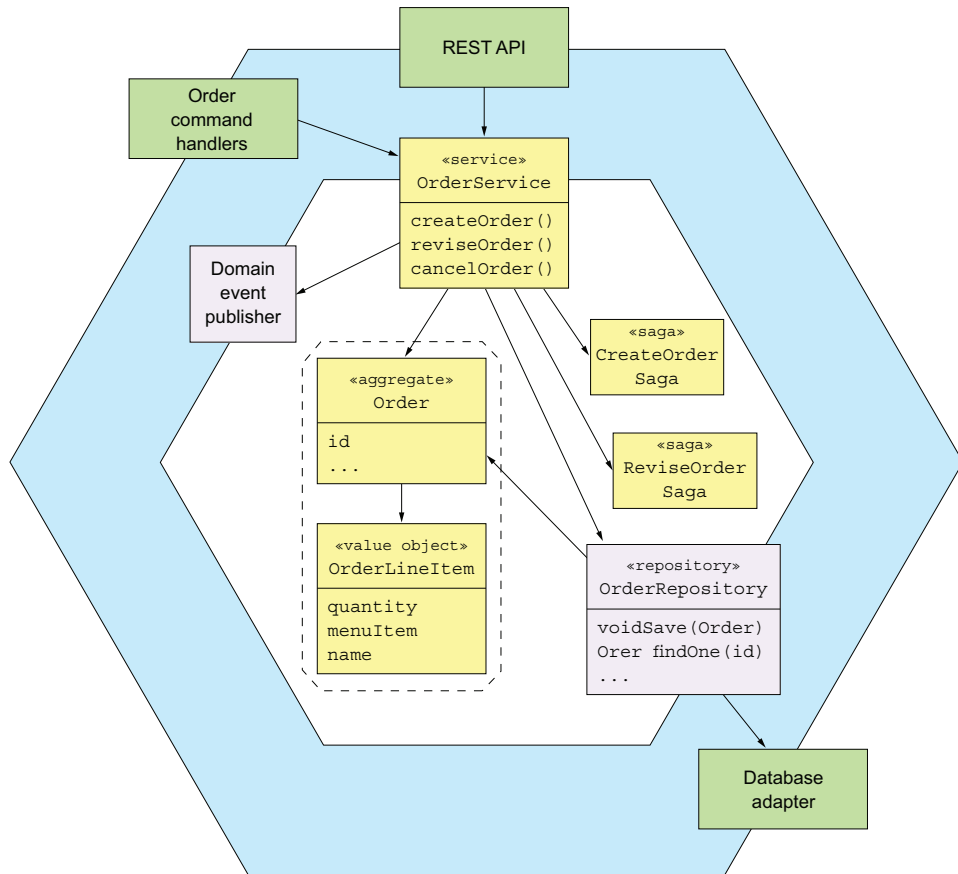 REST API
Order
command
handlers
«service»
OrderService
createOrder()
reviseOrder()
cancelOrder()
Domain
event
publisher
«saga»
CreateOrder
Saga
«aggregate»
Order
id
...
«saga»
ReviseOrder
Saga
«value object»
OrderLineItem
quantity
menuItem
name
«repository»
OrderRepository
voidSave(Order)
Orer findOne(id)
...
Database
adapter